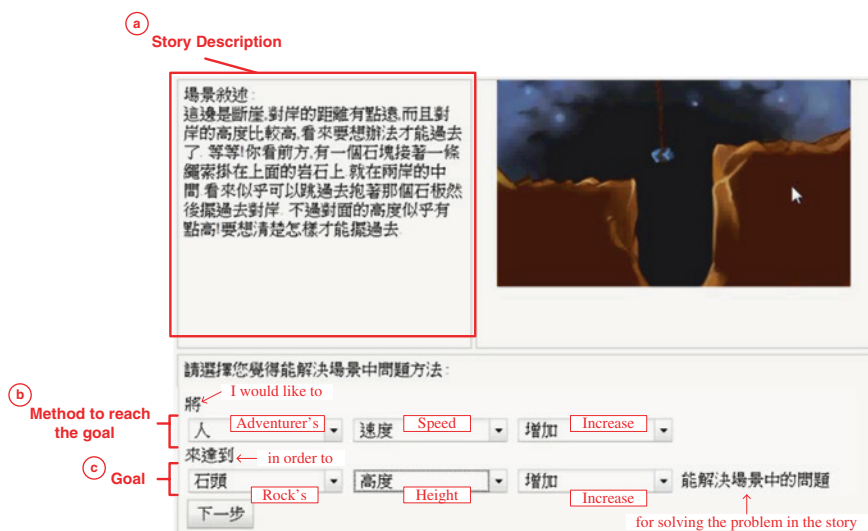 a
Story Description
場景敘述:
這邊是斷崖,對岸的距離有點遠,而且對
岸的高度比較高,看來要想辦法才能過去
了. 等等!你看前方,有一個石塊接著一條
繩索掛在上面的岩石上.就在兩岸的中
間.看來似乎可以跳過去抱著那個石板然
後擺過去對岸. 不過對面的高度似乎有
點高!要想清楚怎樣才能擺過去.
請選擇您覺得能解決場景中問題方法:
b
Method to reach
the goal
將
I would like to
人
Adventurer's
速度
Speed
增加
Increase
來達到
in order to
c
Goal
石頭
Rock's
高度
Height
增加
Increase
能解決場景中的問題
下一步
for solving the problem in the story